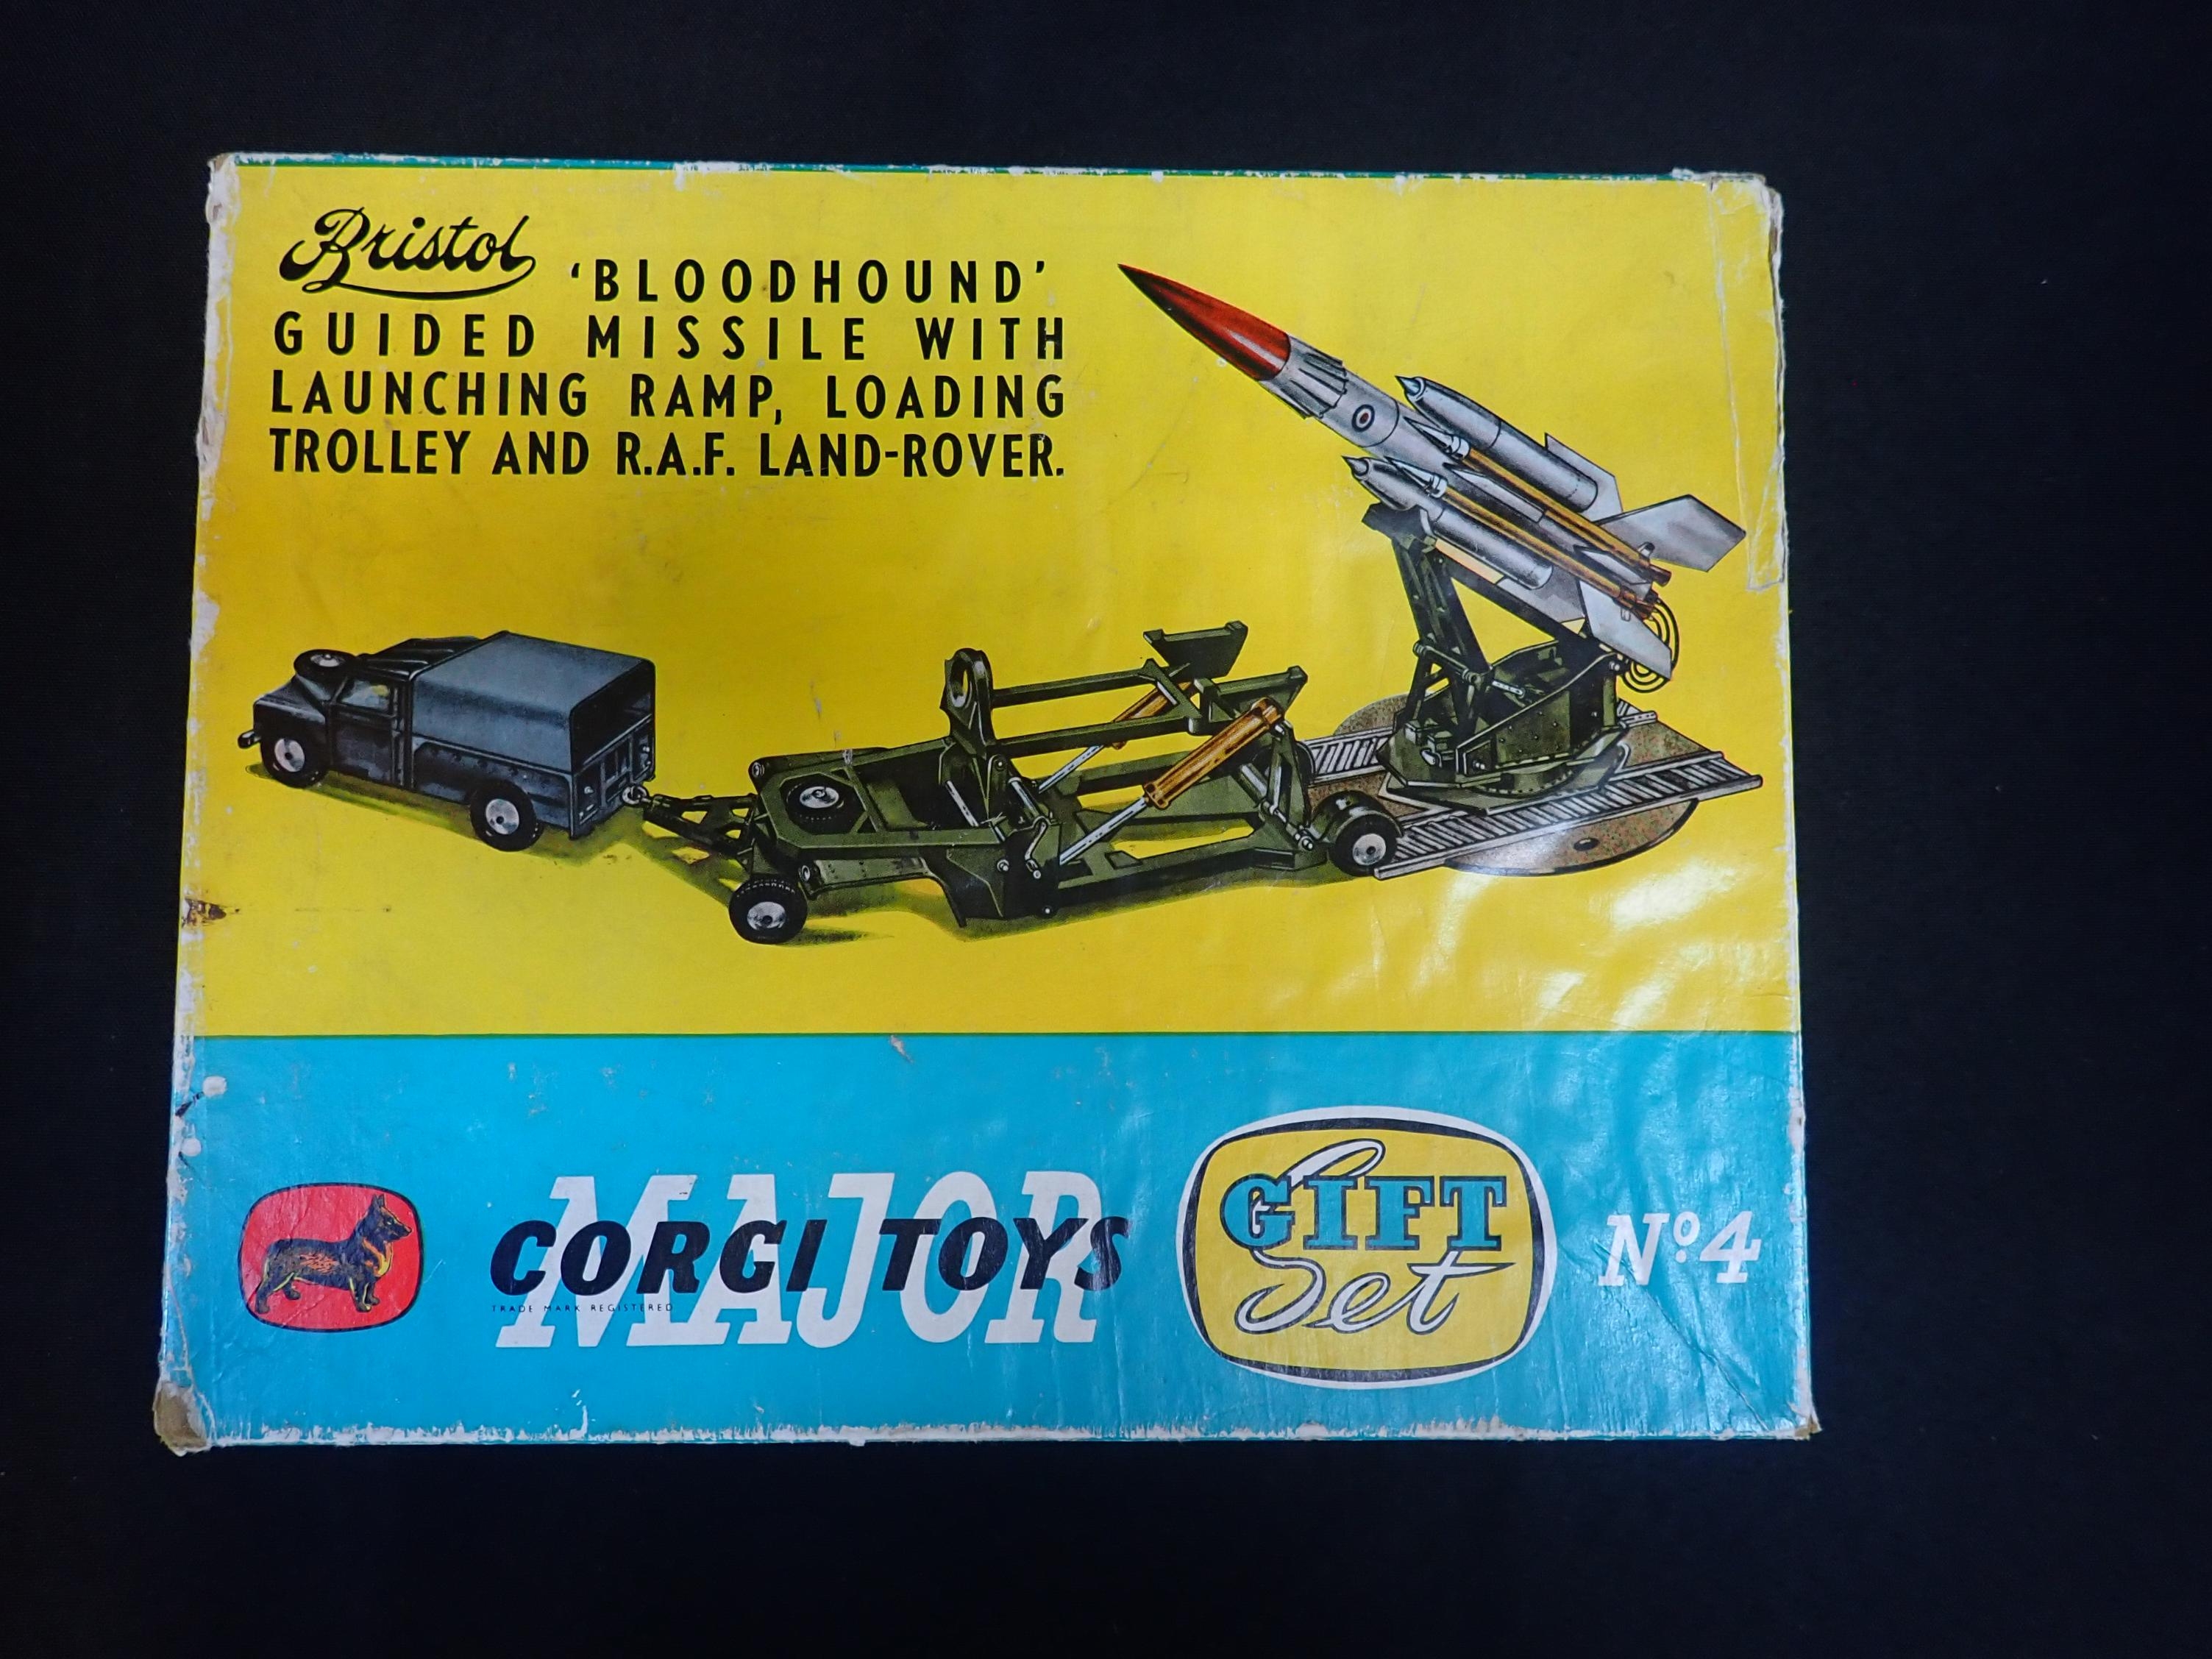 Bristol 'BLOODHOUND'
GUIDED MISSILE WITH
LAUNCHING RAMP, LOADING
TROLLEY AND R.A.F. LAND-ROVER.
MAJOR
CORGI TOYS
TRADE MARK REGISTERED
GIFT
Set
Nº4